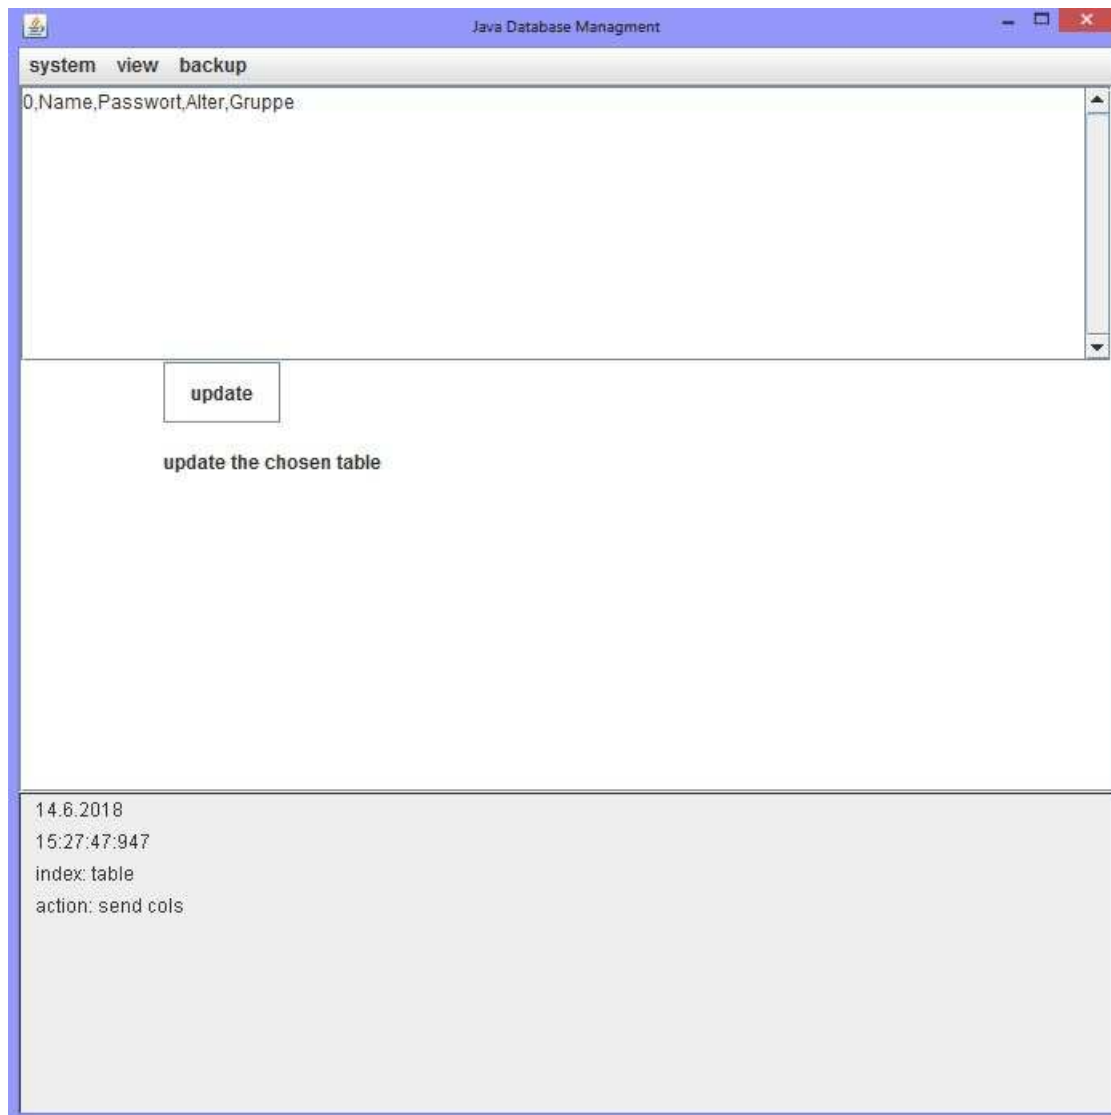 Java Database Managment
system view backup
0,Name,Passwort,Alter,Gruppe
update
update the chosen table
14.6.2018
15:27:47:947
index: table
action: send cols